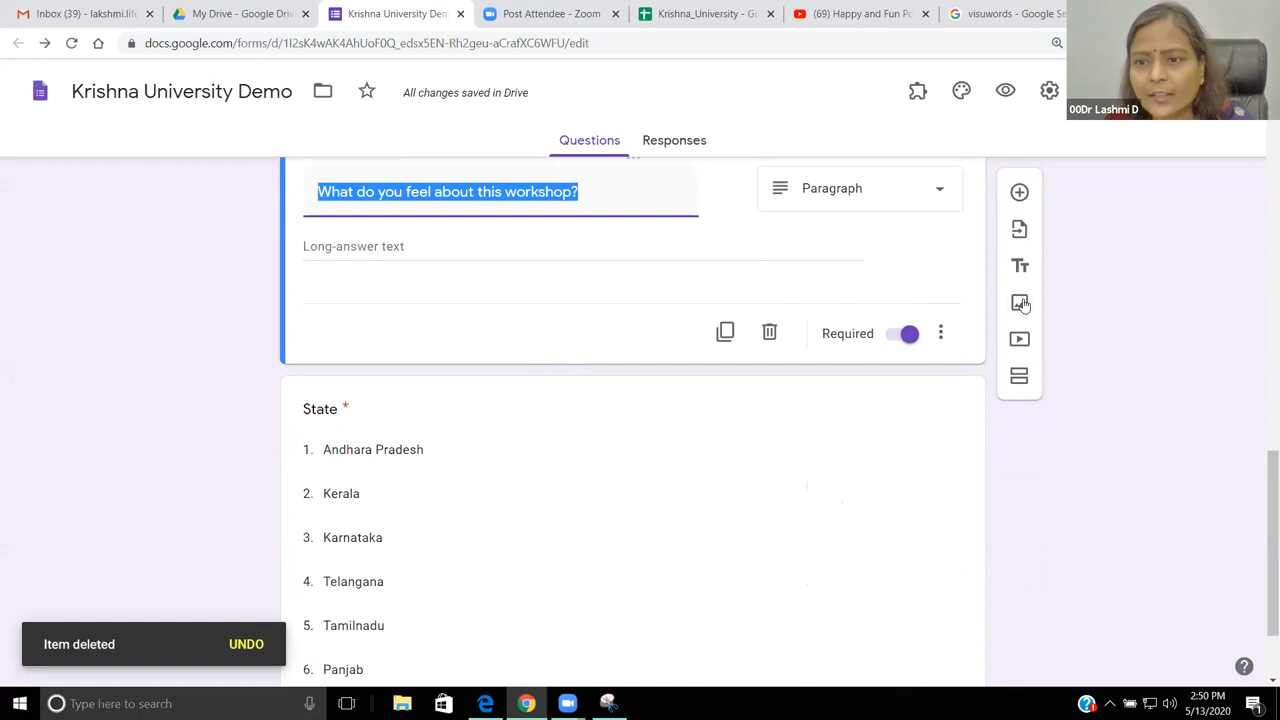 Inbox (39) - lakshmi.life
My Drive - Google Drive
Krishna University Demo
Post Attendee - Zoom
Krishna_University - Go
(69) Happy and Fun Po
visuwords - Google Se
docs.google.com/forms/d/1I2sK4wAK4AhUoF0Q_edsx5EN-Rh2geu-aCrafXC6WFU/edit
Krishna University Demo
All changes saved in Drive
00Dr Lashmi D
Questions
Responses
What do you feel about this workshop?
Paragraph
Long-answer text
Required
State *
1. Andhara Pradesh
2. Kerala
3. Karnataka
4. Telangana
5. Tamilnadu
6. Panjab
Item deleted
UNDO
Type here to search
2:50 PM
5/13/2020